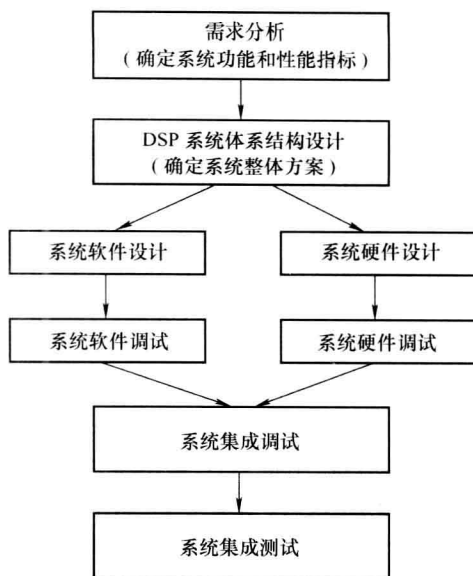 需求分析
(确定系统功能和性能指标)
DSP 系统体系结构设计
(确定系统整体方案)
系统软件设计
系统硬件设计
系统软件调试
系统硬件调试
系统集成调试
系统集成测试